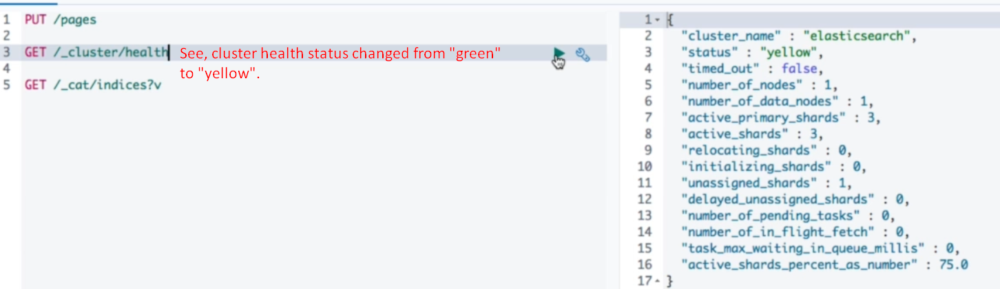 1 PUT /pages
2
3 GET /_cluster/health See, cluster health status changed from "green"
to "yellow".
4
5 GET /_cat/indices?v
1 {
2 "cluster_name" : "elasticsearch",
3 "status" : "yellow",
4 "timed_out" : false,
5 "number_of_nodes" : 1,
6 "number_of_data_nodes" : 1,
7 "active_primary_shards" : 3,
8 "active_shards" : 3,
9 "relocating_shards" : 0,
10 "initializing_shards" : 0,
11 "unassigned_shards" : 1,
12 "delayed_unassigned_shards" : 0,
13 "number_of_pending_tasks" : 0,
14 "number_of_in_flight_fetch" : 0,
15 "task_max_waiting_in_queue_millis" : 0,
16 "active_shards_percent_as_number" : 75.0
17 }